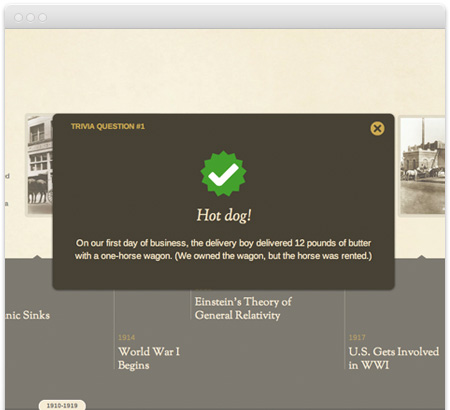 TRIVIA QUESTION #1
Hot dog!
On our first day of business, the delivery boy delivered 12 pounds of butter
with a one-horse wagon. (We owned the wagon, but the horse was rented.)
nic Sinks
Einstein's Theory of
General Relativity
1914
World War I
Begins
1917
U.S. Gets Involved
in WWI
1910-1919